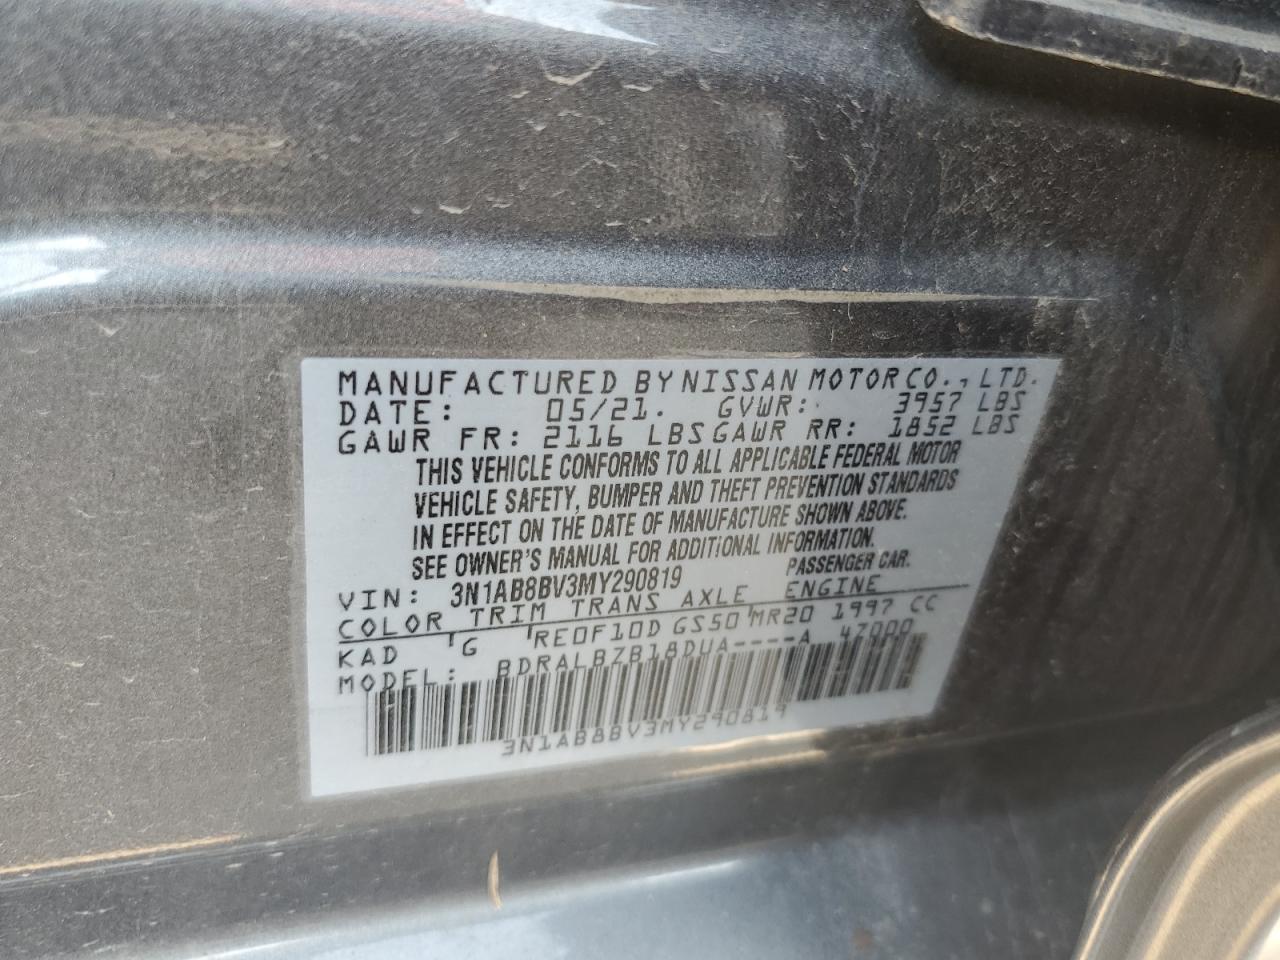 MANUFACTURED BY NISSAN MOTOR CO., LTD.
DATE: 05/21. GVWR: 3957 LBS
GAWR FR: 2116 LBS GAWR RR: 1852 LBS
THIS VEHICLE CONFORMS TO ALL APPLICABLE FEDERAL MOTOR
VEHICLE SAFETY, BUMPER AND THEFT PREVENTION STANDARDS
IN EFFECT ON THE DATE OF MANUFACTURE SHOWN ABOVE.
SEE OWNER'S MANUAL FOR ADDITIONAL INFORMATION.
VIN: 3N1AB8BV3MY290819 PASSENGER CAR.
COLOR TRIM TRANS AXLE ENGINE
KAD G RE0F10D GS50 MR20 1997 CC
MODEL: BDRALBZB18DUA----A 47000
3N1AB8BV3MY290819